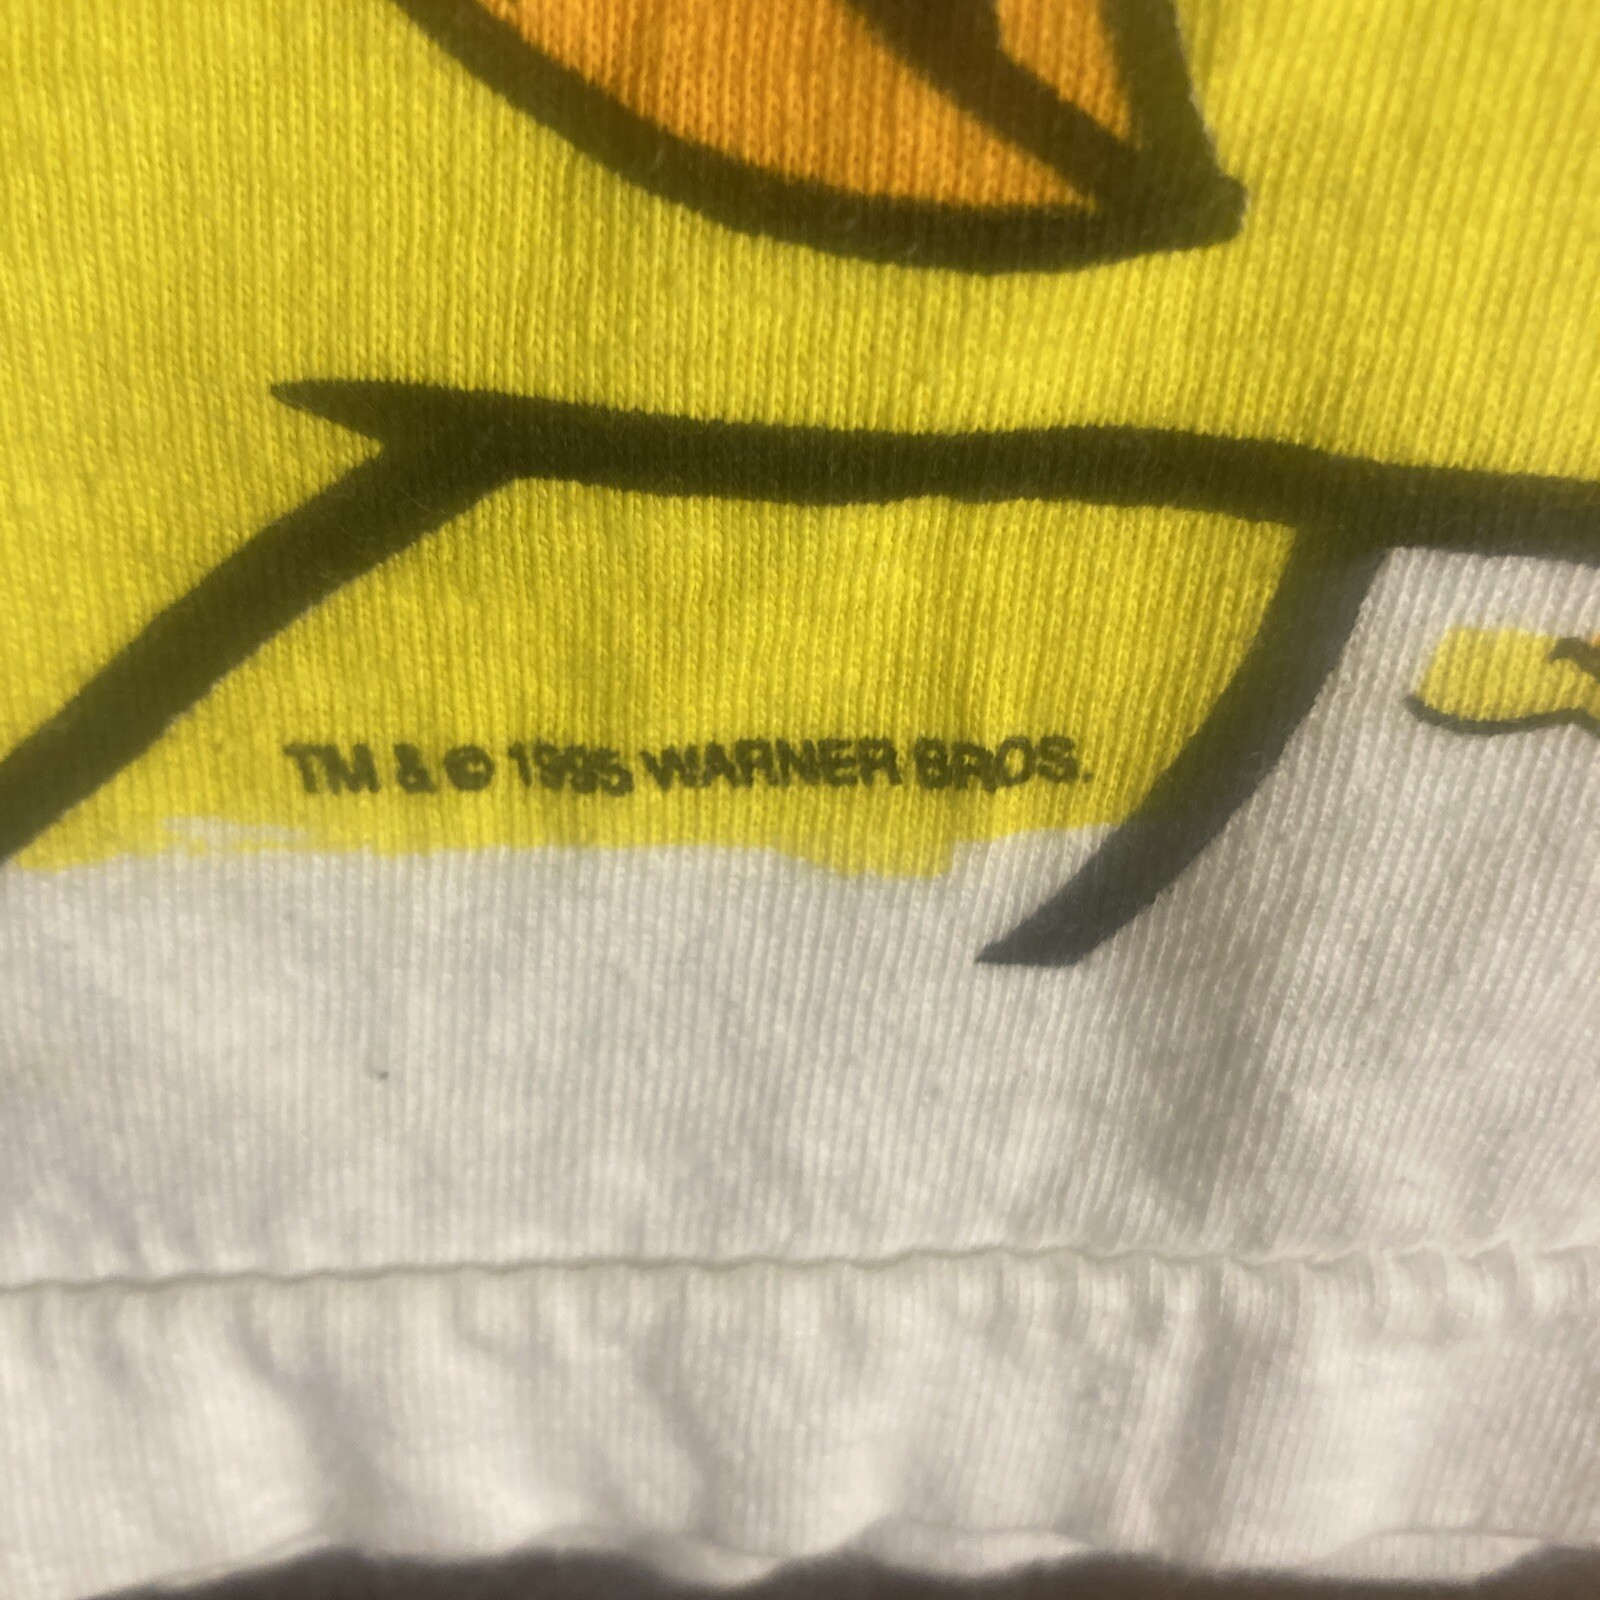 TM & © 1995 WARNER BROS.